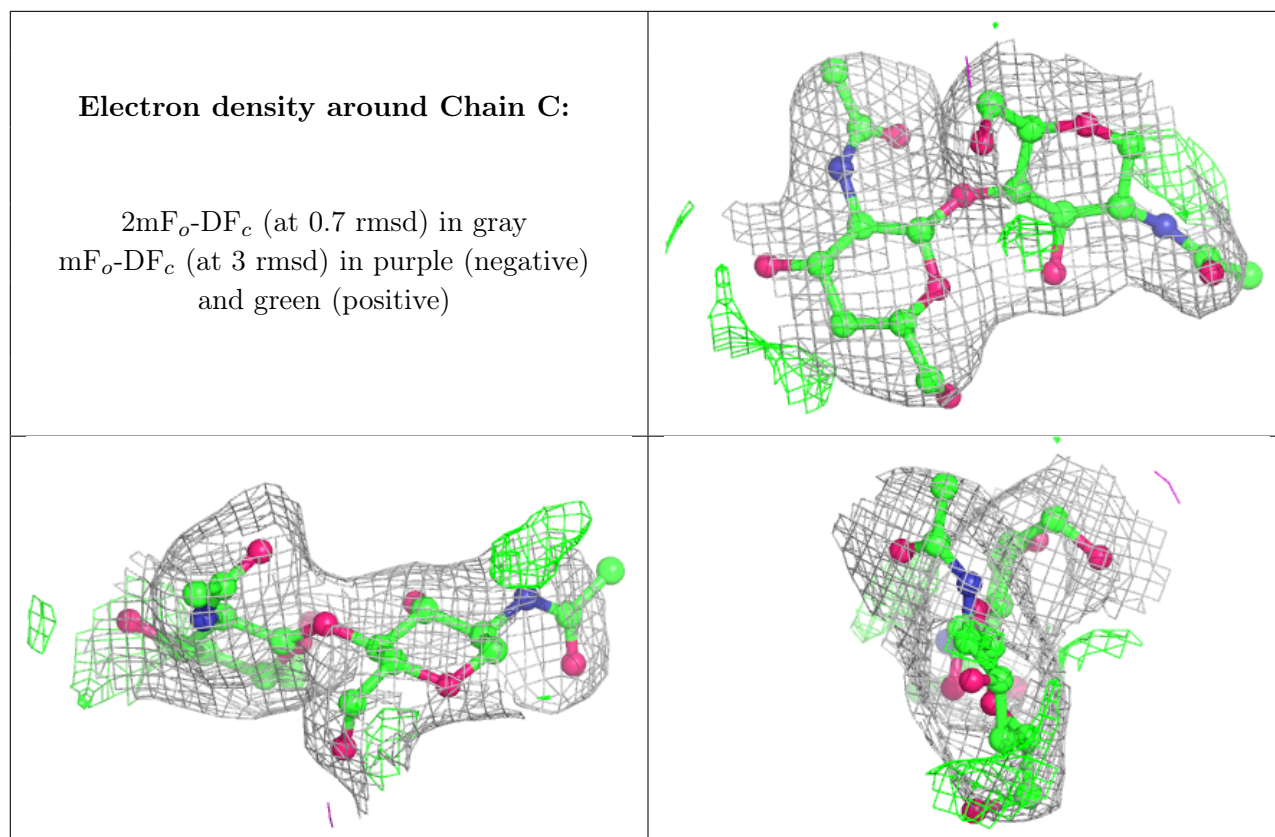 Electron density around Chain C:
2mFₒ-DF𝒸 (at 0.7 rmsd) in gray
mFₒ-DF𝒸 (at 3 rmsd) in purple (negative)
and green (positive)